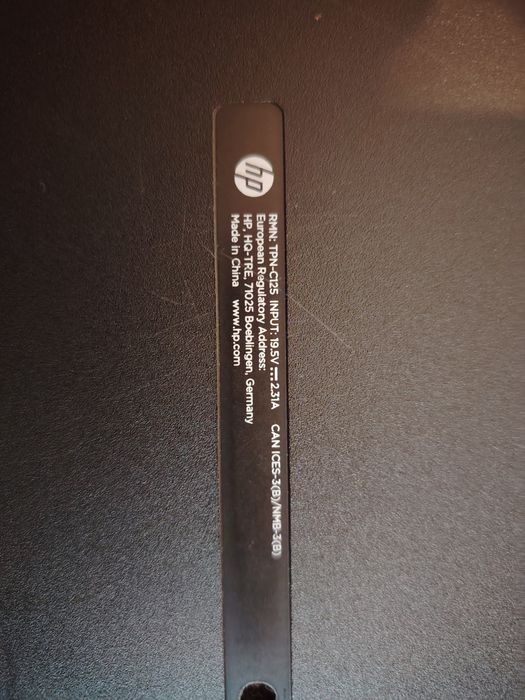 hp
RMN: TPN-C125 INPUT: 19.5V ⎓ 2.31A CAN ICES-3(B)/NMB-3(B)
European Regulatory Address:
HP, HQ-TRE, 71025 Boeblingen, Germany
Made in China www.hp.com